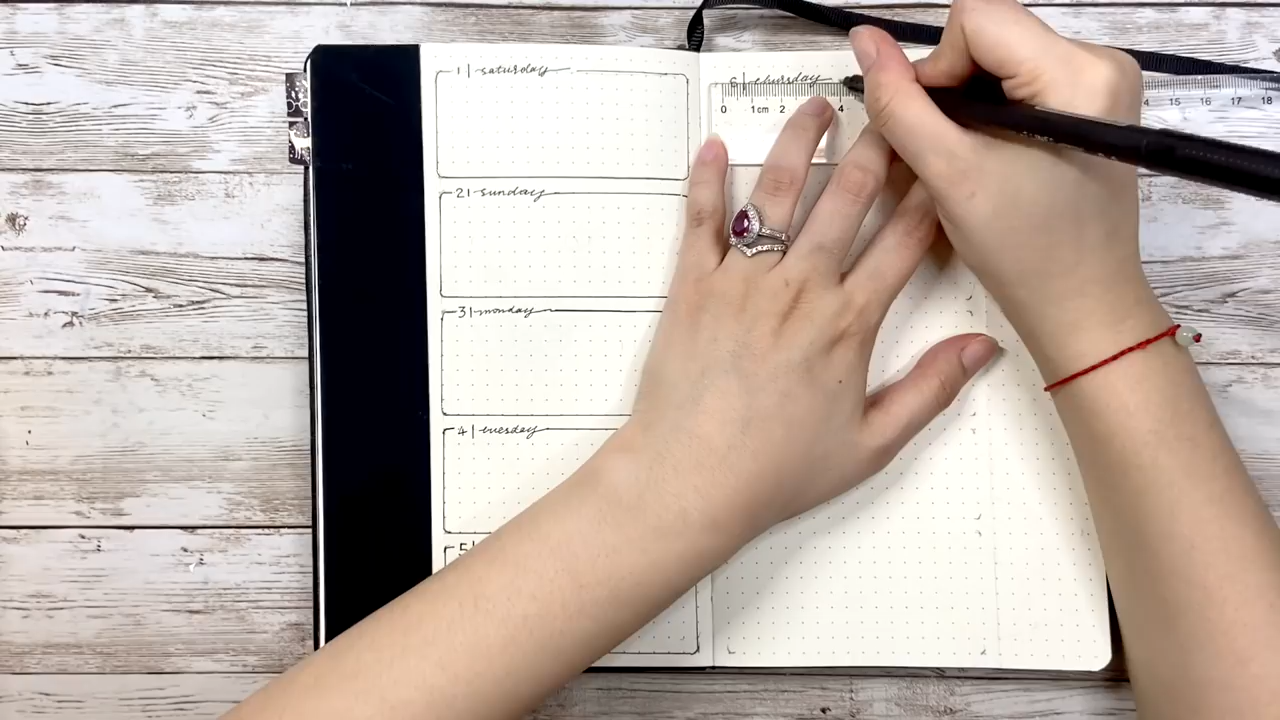 1 | saturday
2 | sunday
3 | monday
4 | tuesday
5 |
6 | thursday
0 1cm 2 4
14 15 16 17 18